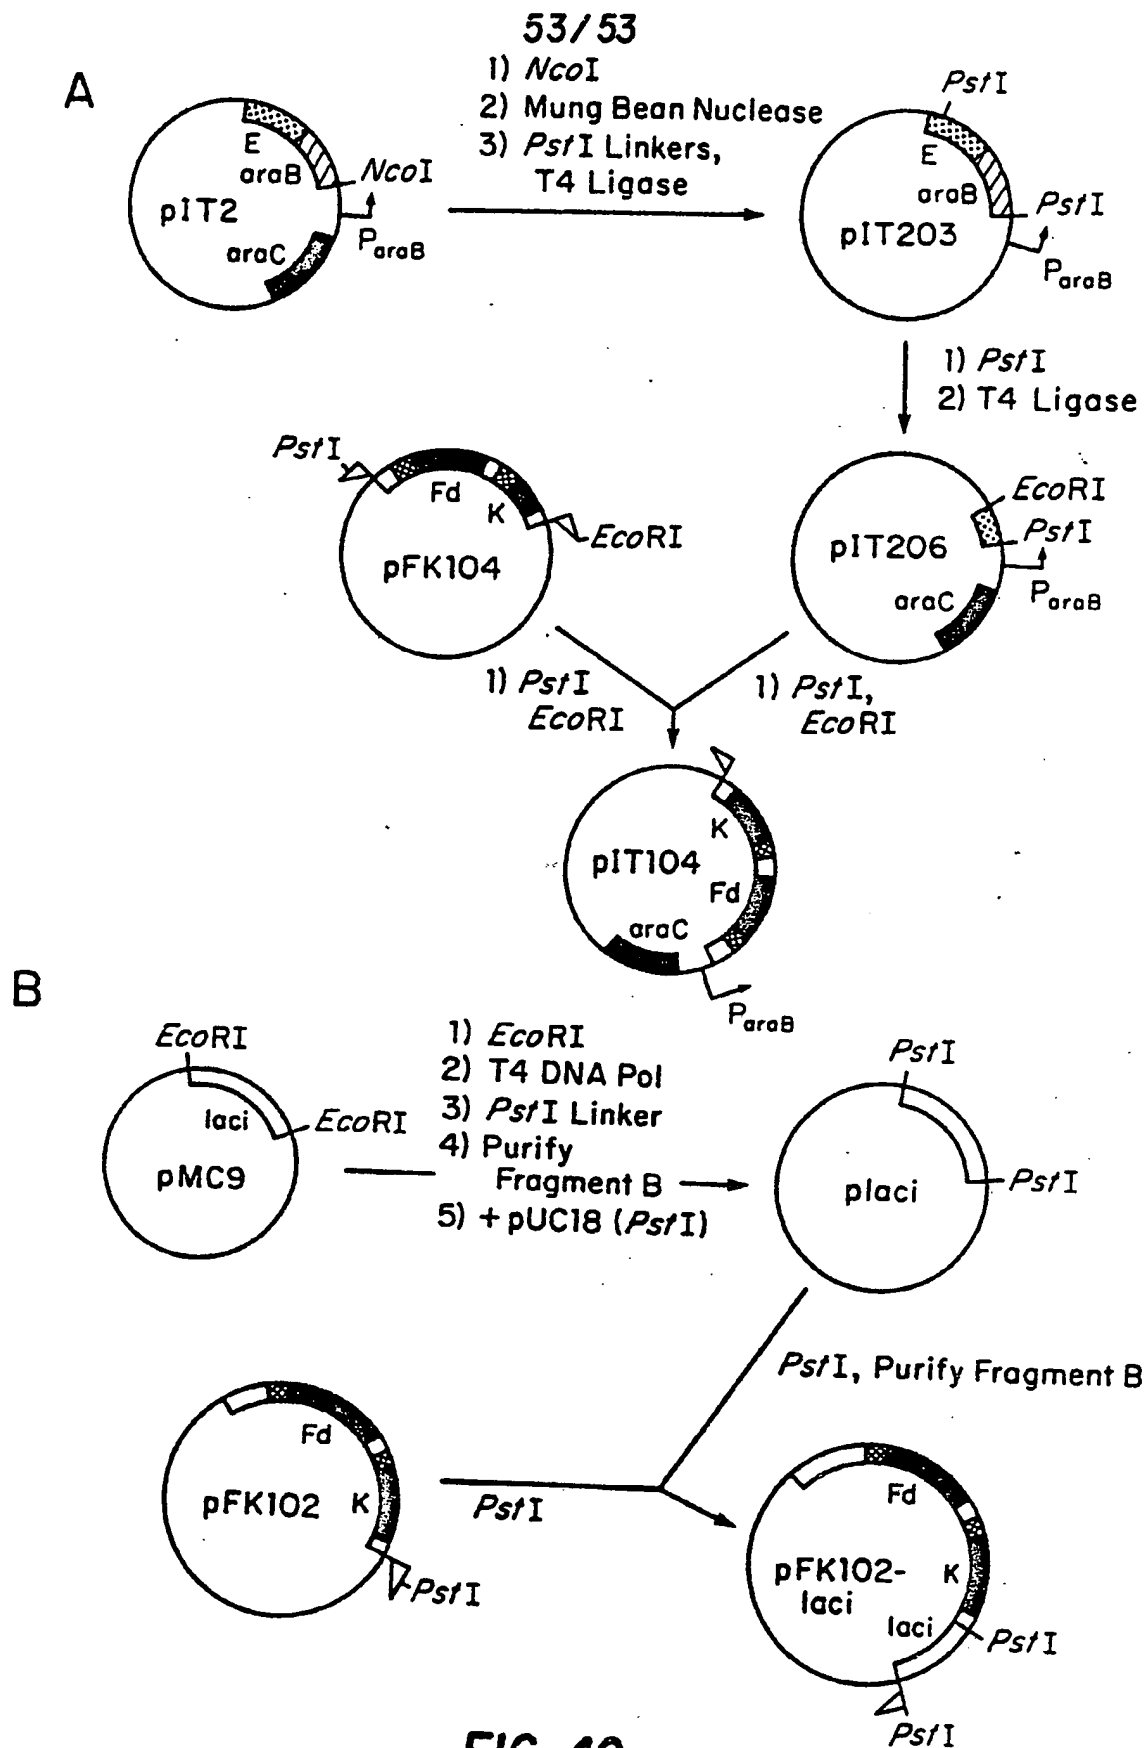 53/53
A
1) NcoI
2) Mung Bean Nuclease
3) PstI Linkers,
T4 Ligase
E
araB
NcoI
pIT2
araC
ParaB
PstI
E
araB
PstI
pIT203
ParaB
1) PstI
2) T4 Ligase
PstI
Fd
K
EcoRI
pFK104
EcoRI
PstI
pIT206
araC
ParaB
1) PstI
EcoRI
1) PstI,
EcoRI
K
pIT104
Fd
araC
ParaB
B
EcoRI
laci
EcoRI
pMC9
1) EcoRI
2) T4 DNA Pol
3) PstI Linker
4) Purify
Fragment B
5) + pUC18 (PstI)
PstI
PstI
placi
PstI, Purify Fragment B
Fd
pFK102
K
PstI
PstI
Fd
pFK102-
laci
K
laci
PstI
PstI